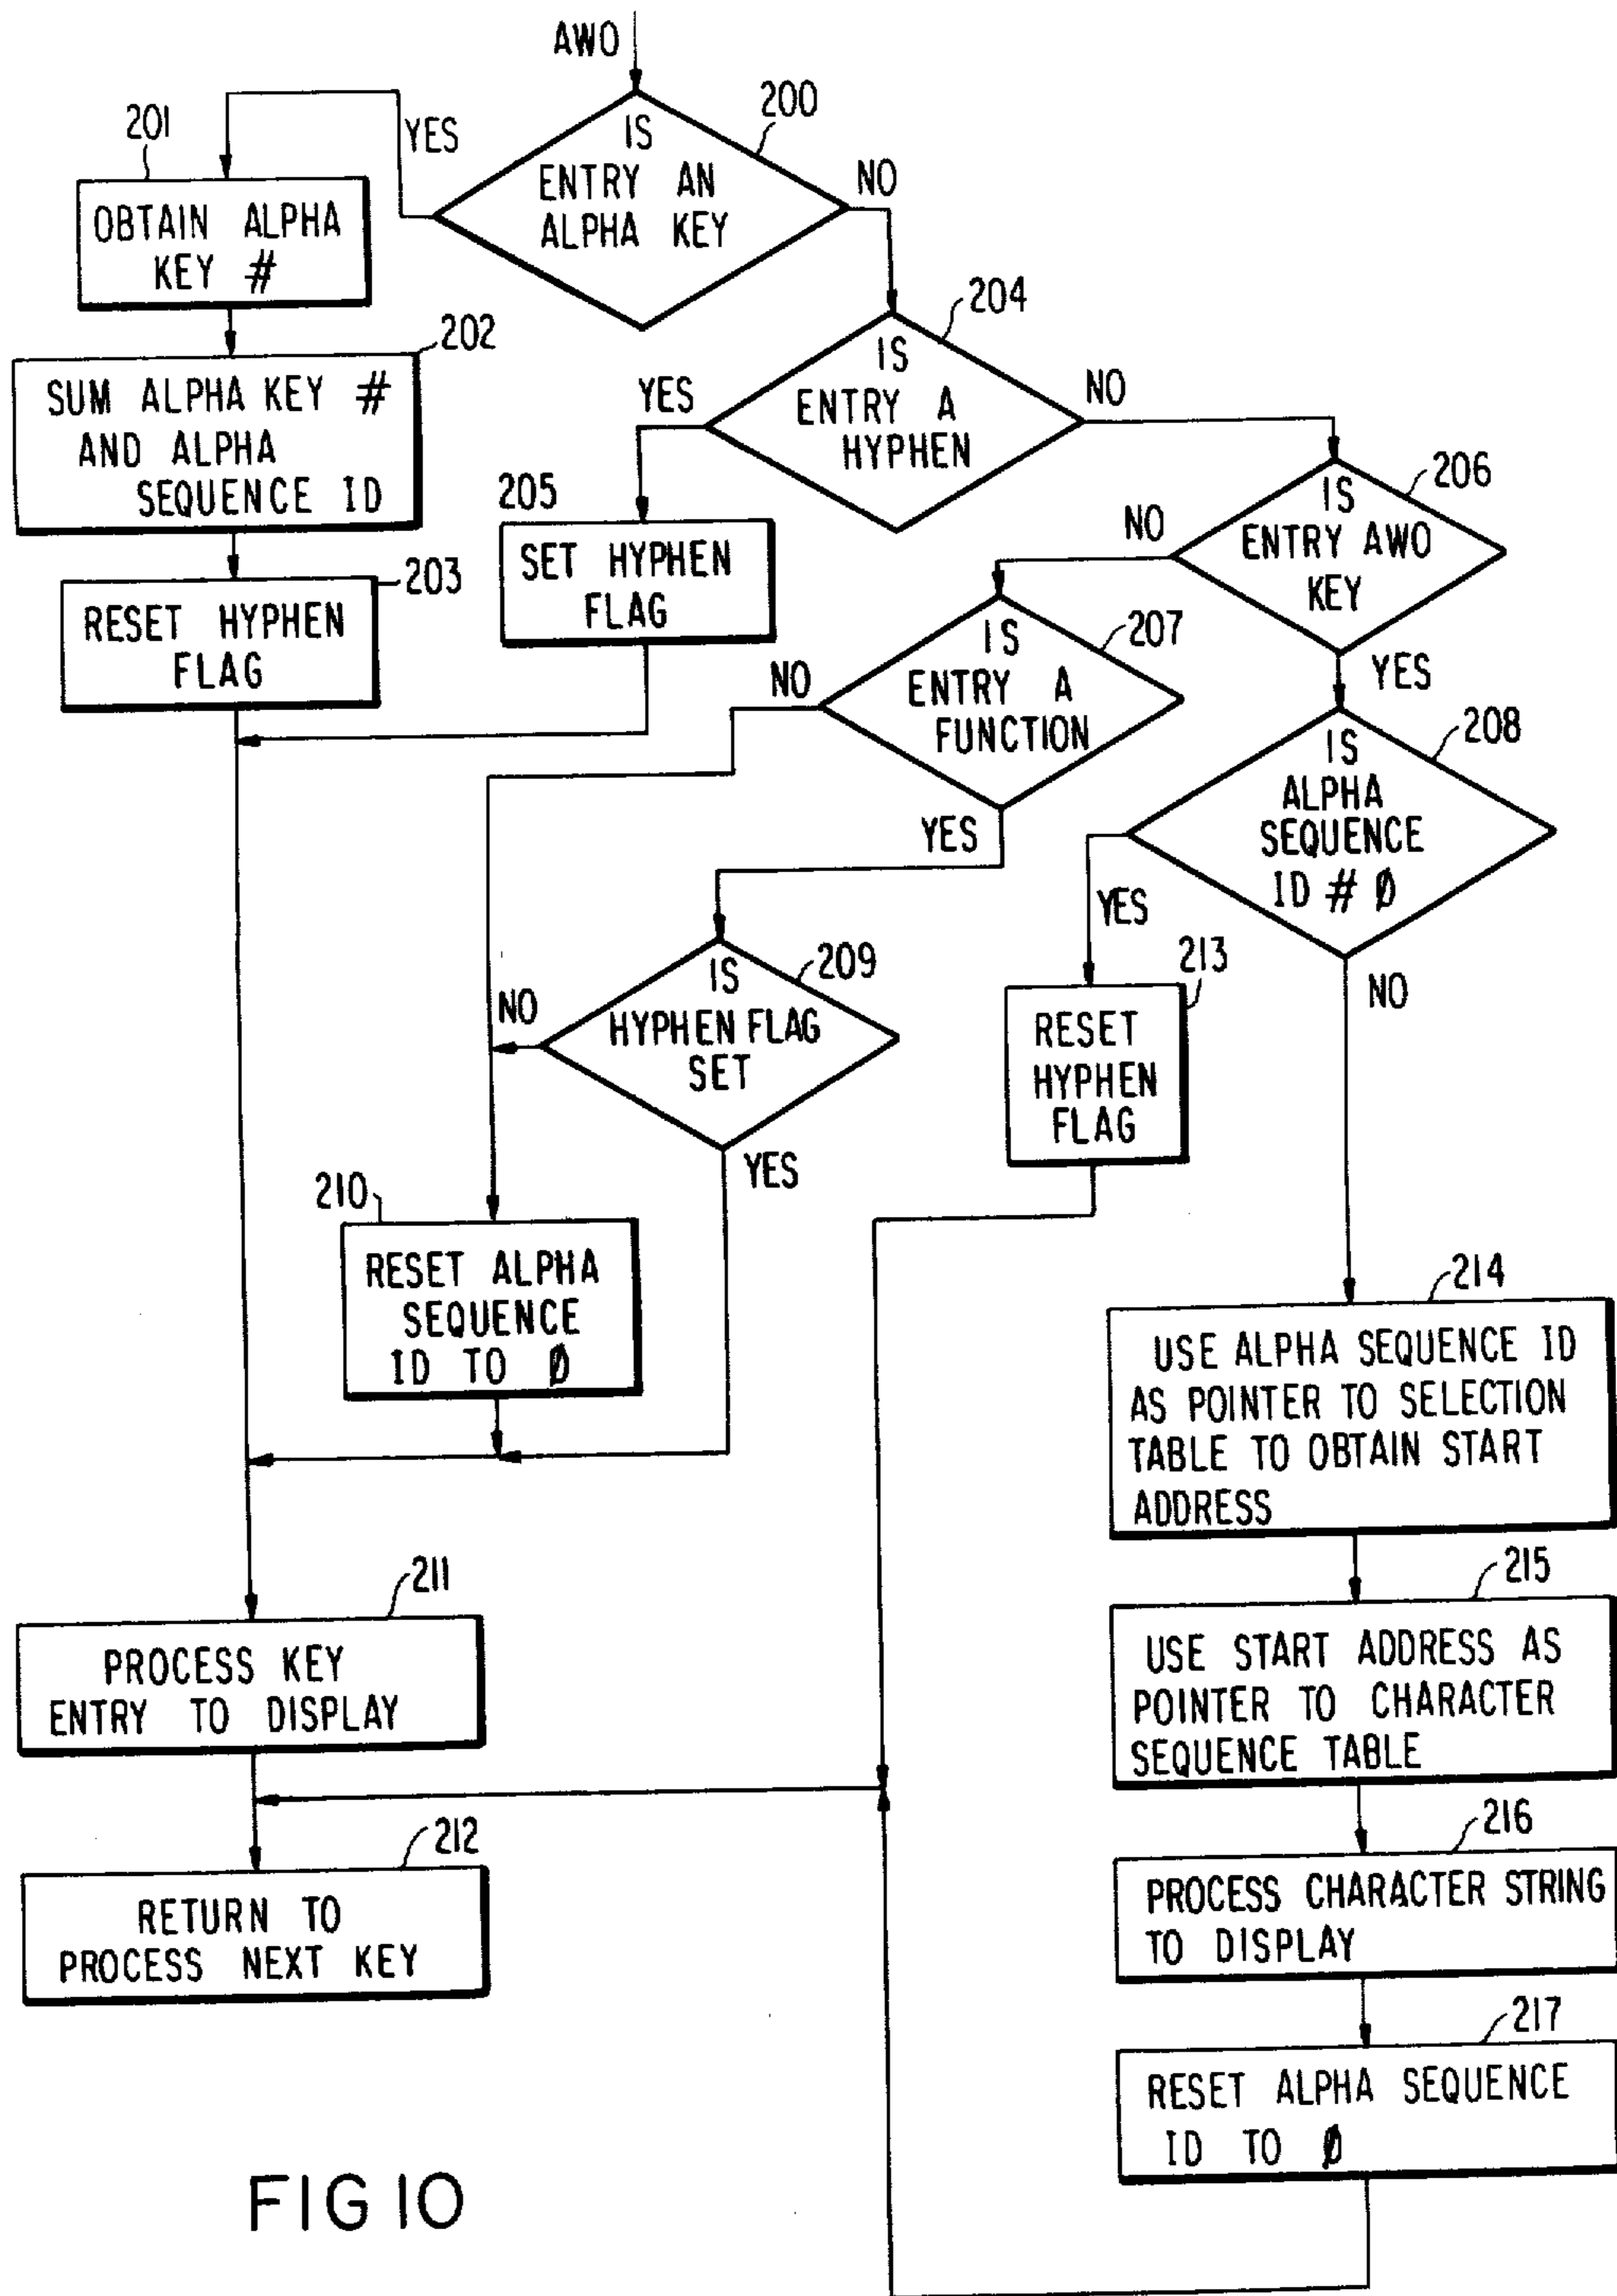 AWO
200
IS
ENTRY AN
ALPHA KEY
YES
NO
201
OBTAIN ALPHA
KEY #
202
SUM ALPHA KEY #
AND ALPHA
SEQUENCE ID
203
RESET HYPHEN
FLAG
204
IS
ENTRY A
HYPHEN
YES
NO
205
SET HYPHEN
FLAG
206
IS
ENTRY AWO
KEY
NO
YES
207
IS
ENTRY A
FUNCTION
NO
YES
208
IS
ALPHA
SEQUENCE
ID # Ø
YES
NO
209
IS
HYPHEN FLAG
SET
NO
YES
213
RESET
HYPHEN
FLAG
210
RESET ALPHA
SEQUENCE
ID TO Ø
214
USE ALPHA SEQUENCE ID
AS POINTER TO SELECTION
TABLE TO OBTAIN START
ADDRESS
211
PROCESS KEY
ENTRY TO DISPLAY
215
USE START ADDRESS AS
POINTER TO CHARACTER
SEQUENCE TABLE
212
RETURN TO
PROCESS NEXT KEY
216
PROCESS CHARACTER STRING
TO DISPLAY
217
RESET ALPHA SEQUENCE
ID TO Ø
FIG 10